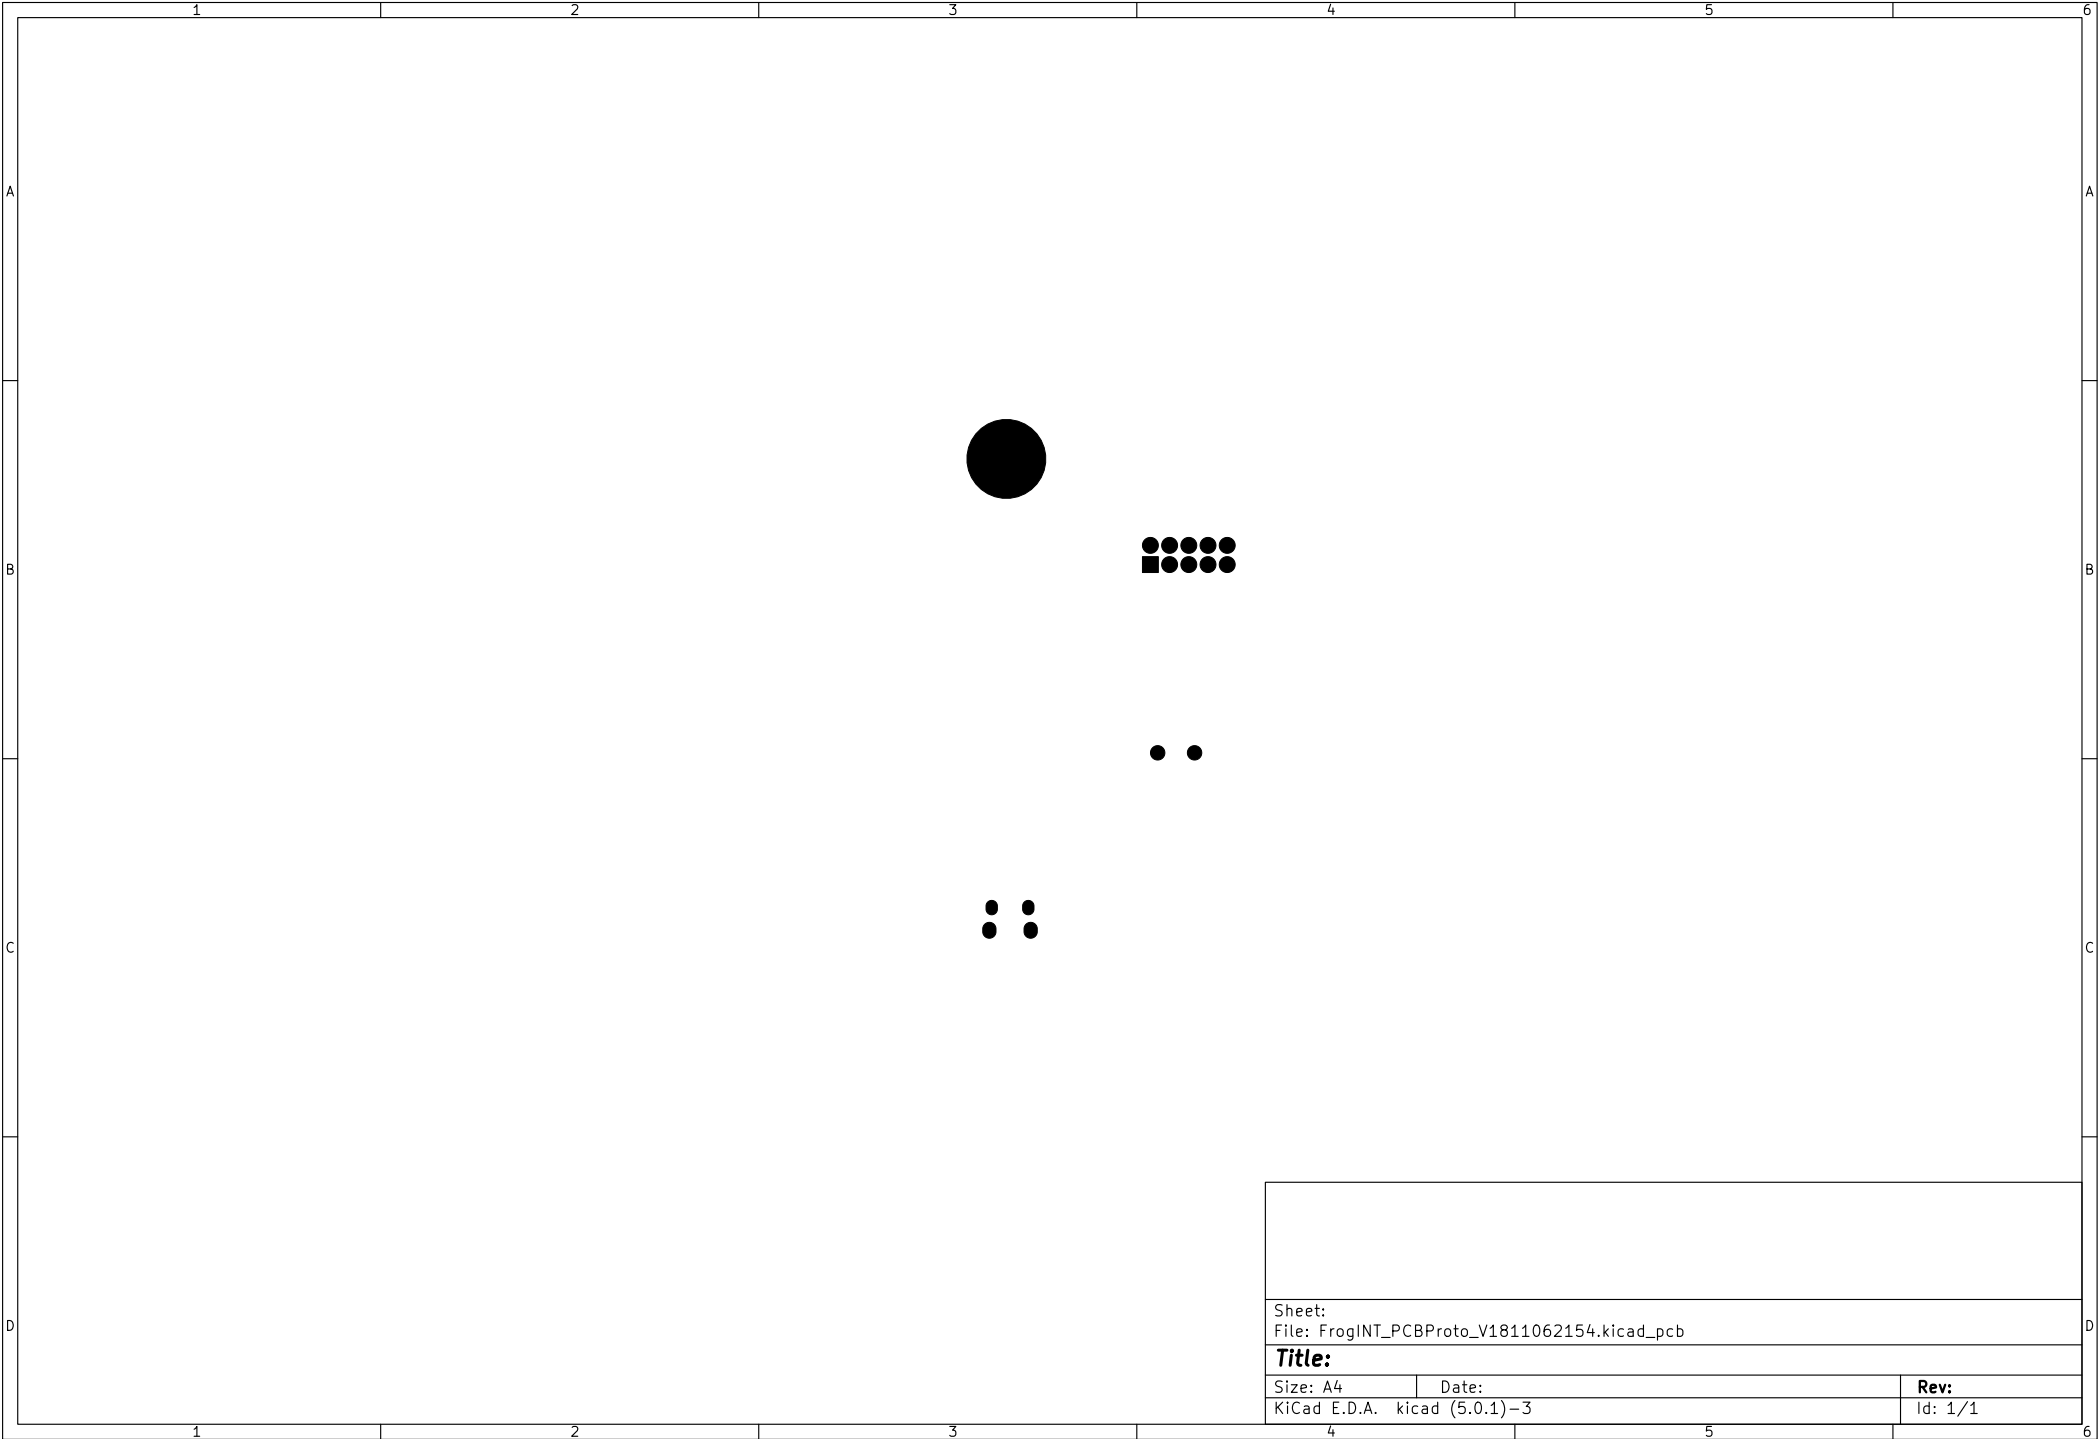 1 2 3 4 5 6
A A
B B
C C
D D
Sheet:
File: FrogINT_PCBProto_V1811062154.kicad_pcb
Title:
Size: A4 Date: Rev:
KiCad E.D.A. kicad (5.0.1)-3 Id: 1/1
1 2 3 4 5 6